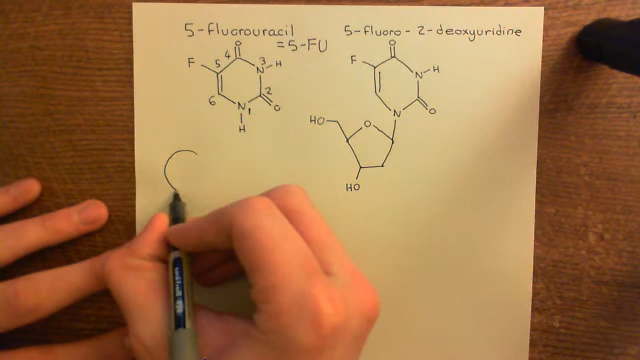 5-fluorouracil
=5-FU
5-fluoro-2-deoxyuridine
O
F 5 4 3 N H
6 N 1 2 O
H
O
F N H
N O
HO O
HO